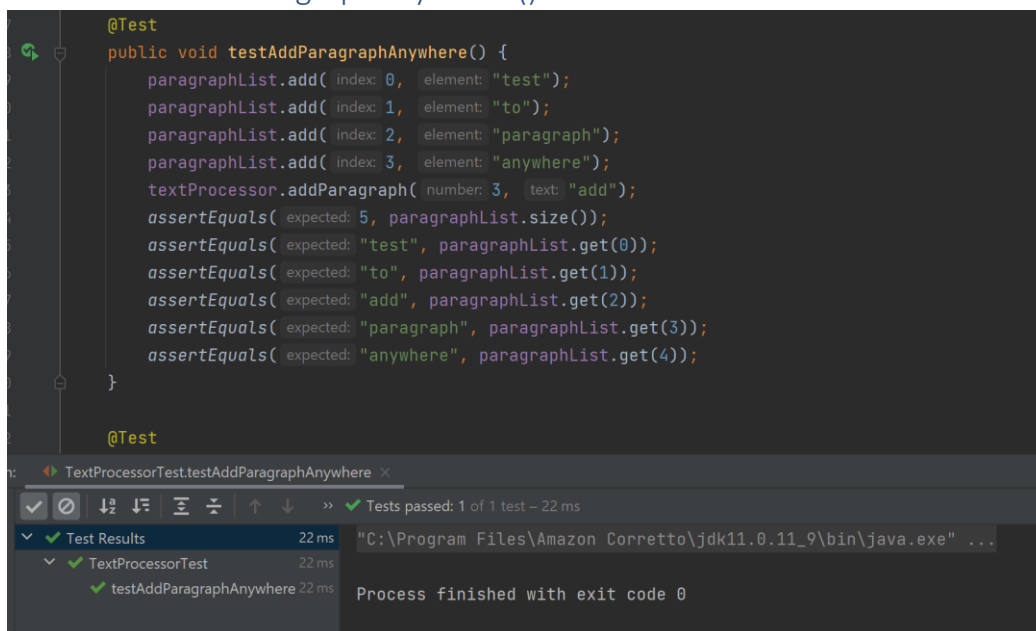 @Test
public void testAddParagraphAnywhere() {
paragraphList.add( index: 0, element: "test");
paragraphList.add( index: 1, element: "to");
paragraphList.add( index: 2, element: "paragraph");
paragraphList.add( index: 3, element: "anywhere");
textProcessor.addParagraph( number: 3, text: "add");
assertEquals( expected: 5, paragraphList.size());
assertEquals( expected: "test", paragraphList.get(0));
assertEquals( expected: "to", paragraphList.get(1));
assertEquals( expected: "add", paragraphList.get(2));
assertEquals( expected: "paragraph", paragraphList.get(3));
assertEquals( expected: "anywhere", paragraphList.get(4));
}
@Test
TextProcessorTest.testAddParagraphAnywhere ×
Tests passed: 1 of 1 test – 22 ms
Test Results 22 ms
TextProcessorTest 22 ms
testAddParagraphAnywhere 22 ms
"C:\Program Files\Amazon Corretto\jdk11.0.11_9\bin\java.exe" ...
Process finished with exit code 0